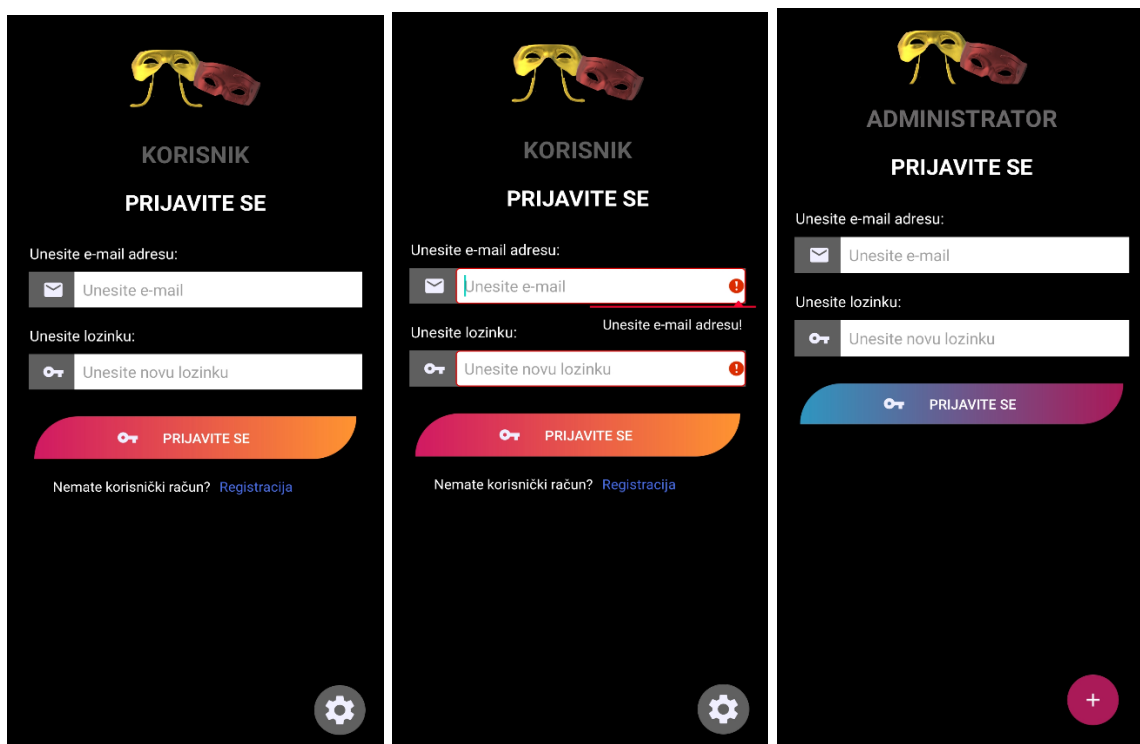 KORISNIK
PRIJAVITE SE
Unesite e-mail adresu:
Unesite e-mail
Unesite lozinku:
Unesite novu lozinku
PRIJAVITE SE
Nemate korisnički račun? Registracija
KORISNIK
PRIJAVITE SE
Unesite e-mail adresu:
Unesite e-mail
Unesite e-mail adresu!
Unesite lozinku:
Unesite novu lozinku
PRIJAVITE SE
Nemate korisnički račun? Registracija
ADMINISTRATOR
PRIJAVITE SE
Unesite e-mail adresu:
Unesite e-mail
Unesite lozinku:
Unesite novu lozinku
PRIJAVITE SE